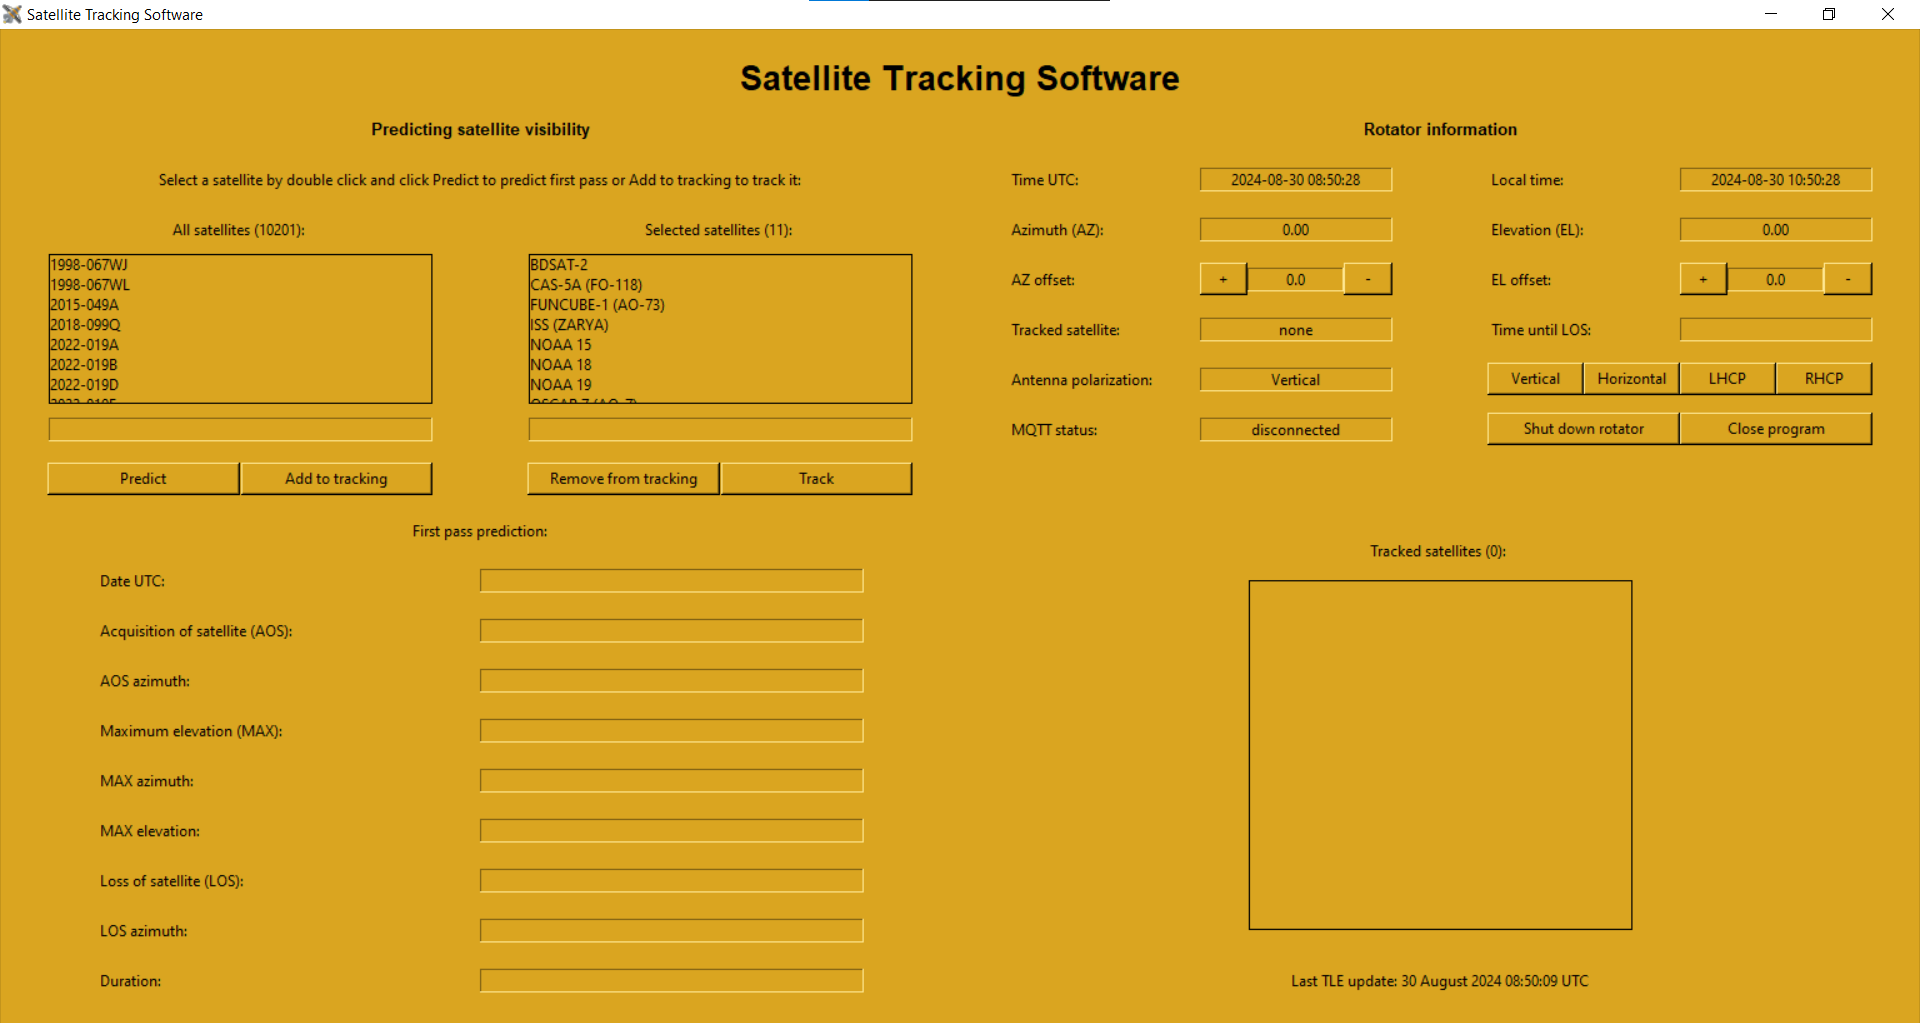 Satellite Tracking Software
Satellite Tracking Software
Predicting satellite visibility
Select a satellite by double click and click Predict to predict first pass or Add to tracking to track it:
All satellites (10201):
1998-067WJ
1998-067WL
2015-049A
2018-099Q
2022-019A
2022-019B
2022-019D
Selected satellites (11):
BDSAT-2
CAS-5A (FO-118)
FUNCUBE-1 (AO-73)
ISS (ZARYA)
NOAA 15
NOAA 18
NOAA 19
OSCAR 7 (AO-7)
Predict
Add to tracking
Remove from tracking
Track
First pass prediction:
Date UTC:
Acquisition of satellite (AOS):
AOS azimuth:
Maximum elevation (MAX):
MAX azimuth:
MAX elevation:
Loss of satellite (LOS):
LOS azimuth:
Duration:
Rotator information
Time UTC: 2024-08-30 08:50:28 Local time: 2024-08-30 10:50:28
Azimuth (AZ): 0.00 Elevation (EL): 0.00
AZ offset: + 0.0 - EL offset: + 0.0 -
Tracked satellite: none Time until LOS:
Antenna polarization: Vertical Vertical Horizontal LHCP RHCP
MQTT status: disconnected Shut down rotator Close program
Tracked satellites (0):
Last TLE update: 30 August 2024 08:50:09 UTC